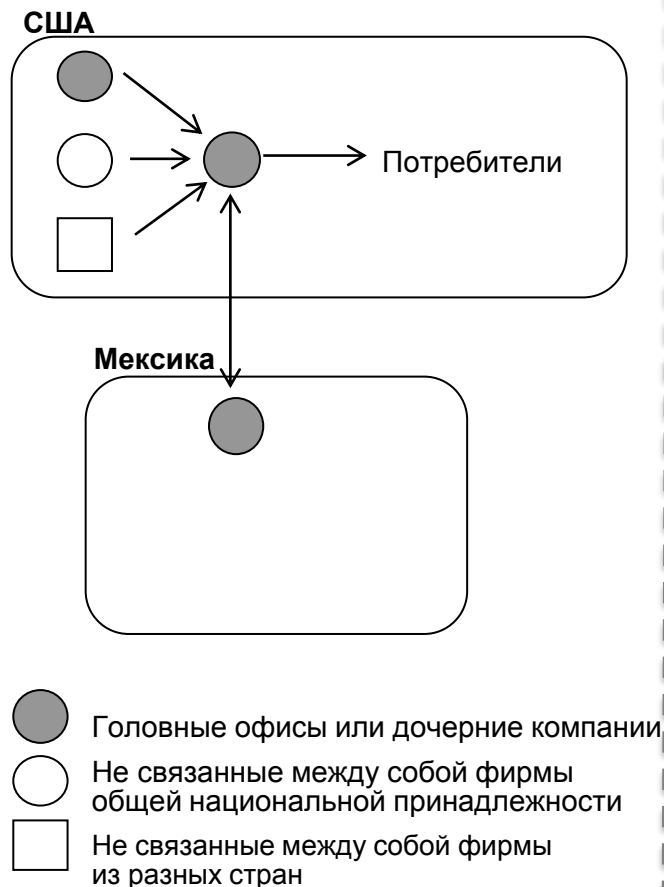 США
Потребители
Мексика
Головные офисы или дочерние компании
Не связанные между собой фирмы
общей национальной принадлежности
Не связанные между собой фирмы
из разных стран